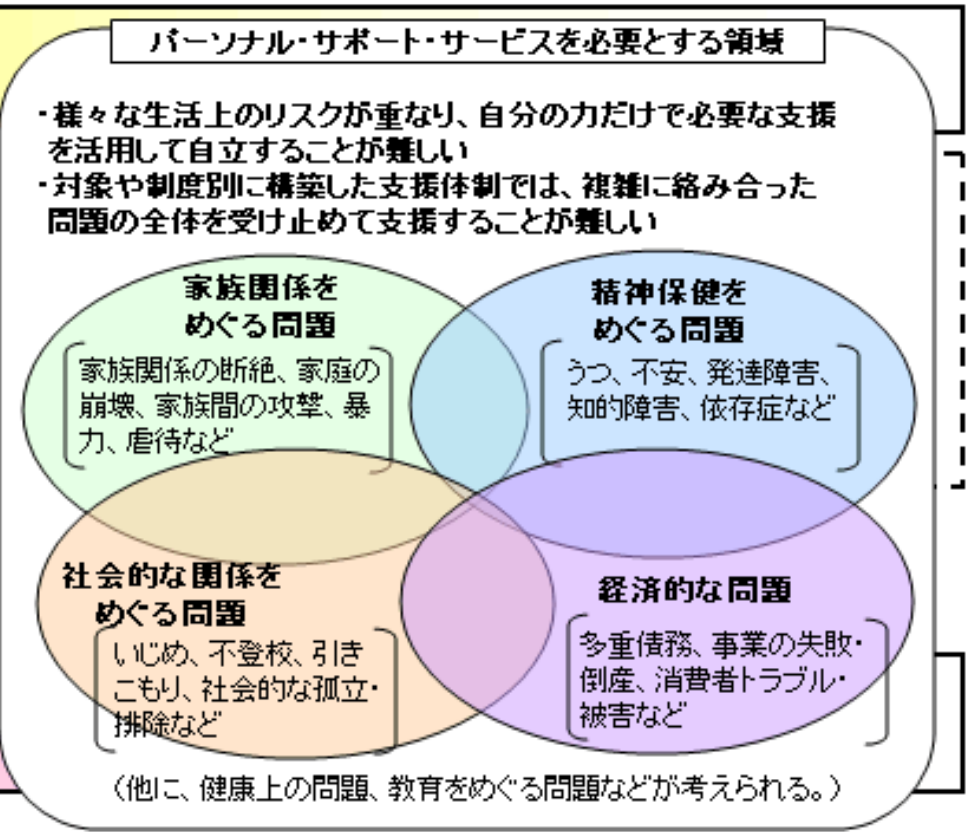 パーソナル・サポート・サービスを必要とする領域
・様々な生活上のリスクが重なり、自分の力だけで必要な支援
を活用して自立することが難しい
・対象や制度別に構築した支援体制では、複雑に絡み合った
問題の全体を受け止めて支援することが難しい
家族関係を
めぐる問題
家族関係の断絶、家庭の
崩壊、家族間の攻撃、暴
力、虐待など
精神保健を
めぐる問題
うつ、不安、発達障害、
知的障害、依存症など
社会的な関係を
めぐる問題
いじめ、不登校、引き
こもり、社会的な孤立・
排除など
経済的な問題
多重債務、事業の失敗・
倒産、消費者トラブル・
被害など
（他に、健康上の問題、教育をめぐる問題などが考えられる。）